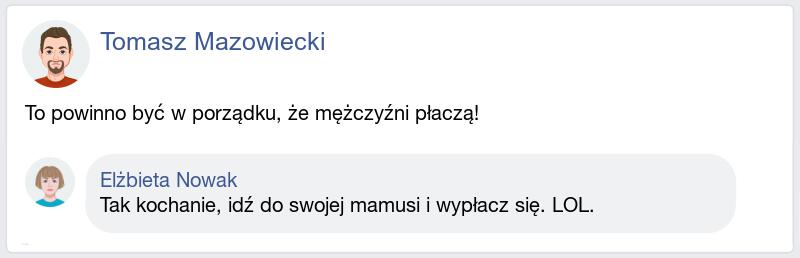 Tomasz Mazowiecki
To powinno być w porządku, że mężczyźni płaczą!
Elżbieta Nowak
Tak kochanie, idź do swojej mamusi i wypłacz się. LOL.